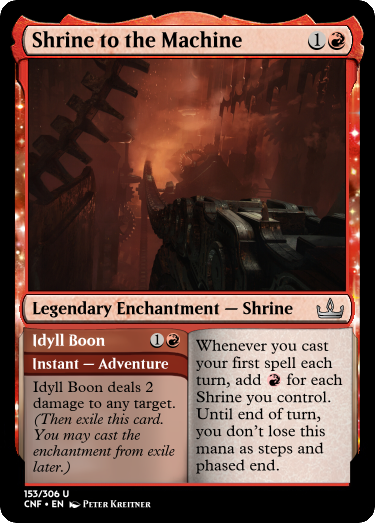 Shrine to the Machine 1
Legendary Enchantment — Shrine
Idyll Boon 1
Instant — Adventure
Idyll Boon deals 2
damage to any target.
(Then exile this card.
You may cast the
enchantment from exile
later.)
Whenever you cast
your first spell each
turn, add for each
Shrine you control.
Until end of turn,
you don't lose this
mana as steps and
phased end.
153/306 U
CNF • EN Peter Kreitner